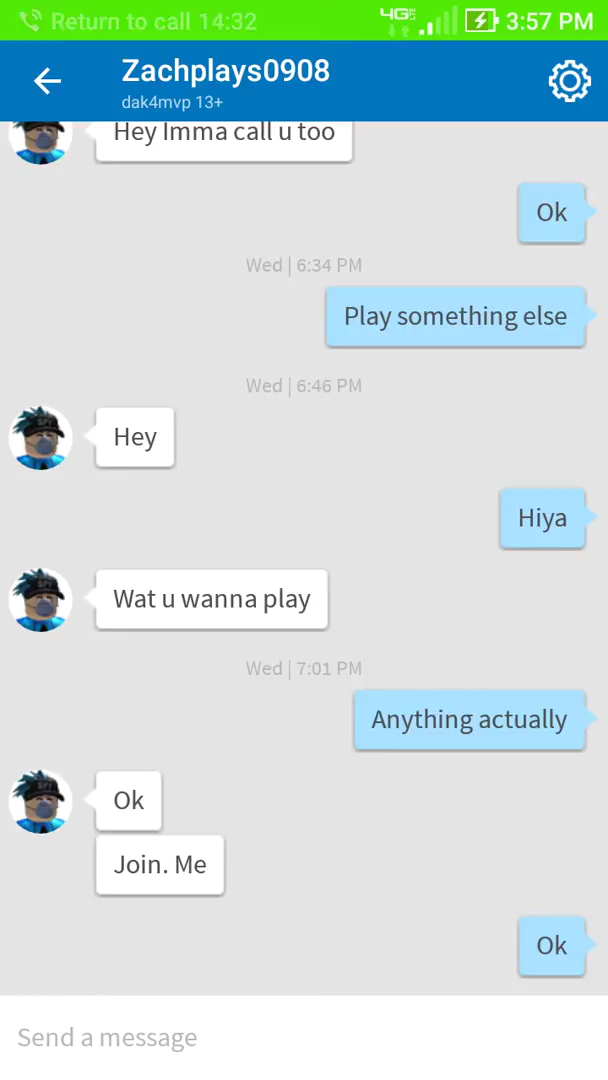 Return to call 14:32
4G
3:57 PM
Zachplays0908
dak4mvp 13+
Hey Imma call u too
Ok
Wed | 6:34 PM
Play something else
Wed | 6:46 PM
Hey
Hiya
Wat u wanna play
Wed | 7:01 PM
Anything actually
Ok
Join. Me
Ok
Send a message